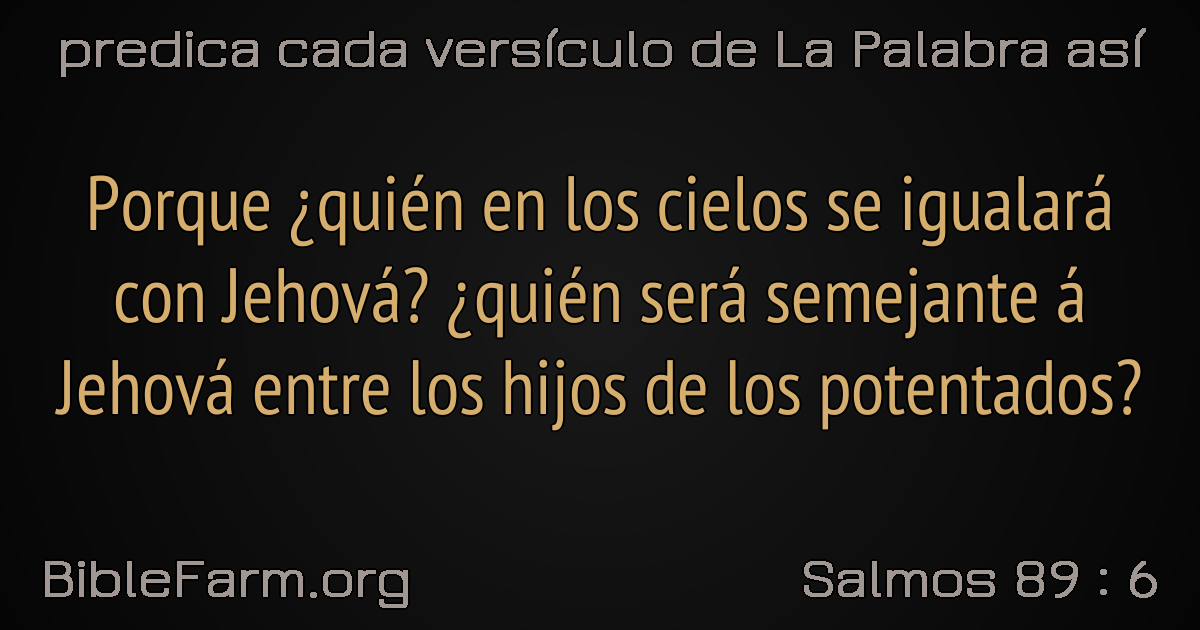 predica cada versículo de La Palabra así
Porque ¿quién en los cielos se igualará
con Jehová? ¿quién será semejante á
Jehová entre los hijos de los potentados?
BibleFarm.org
Salmos 89 : 6